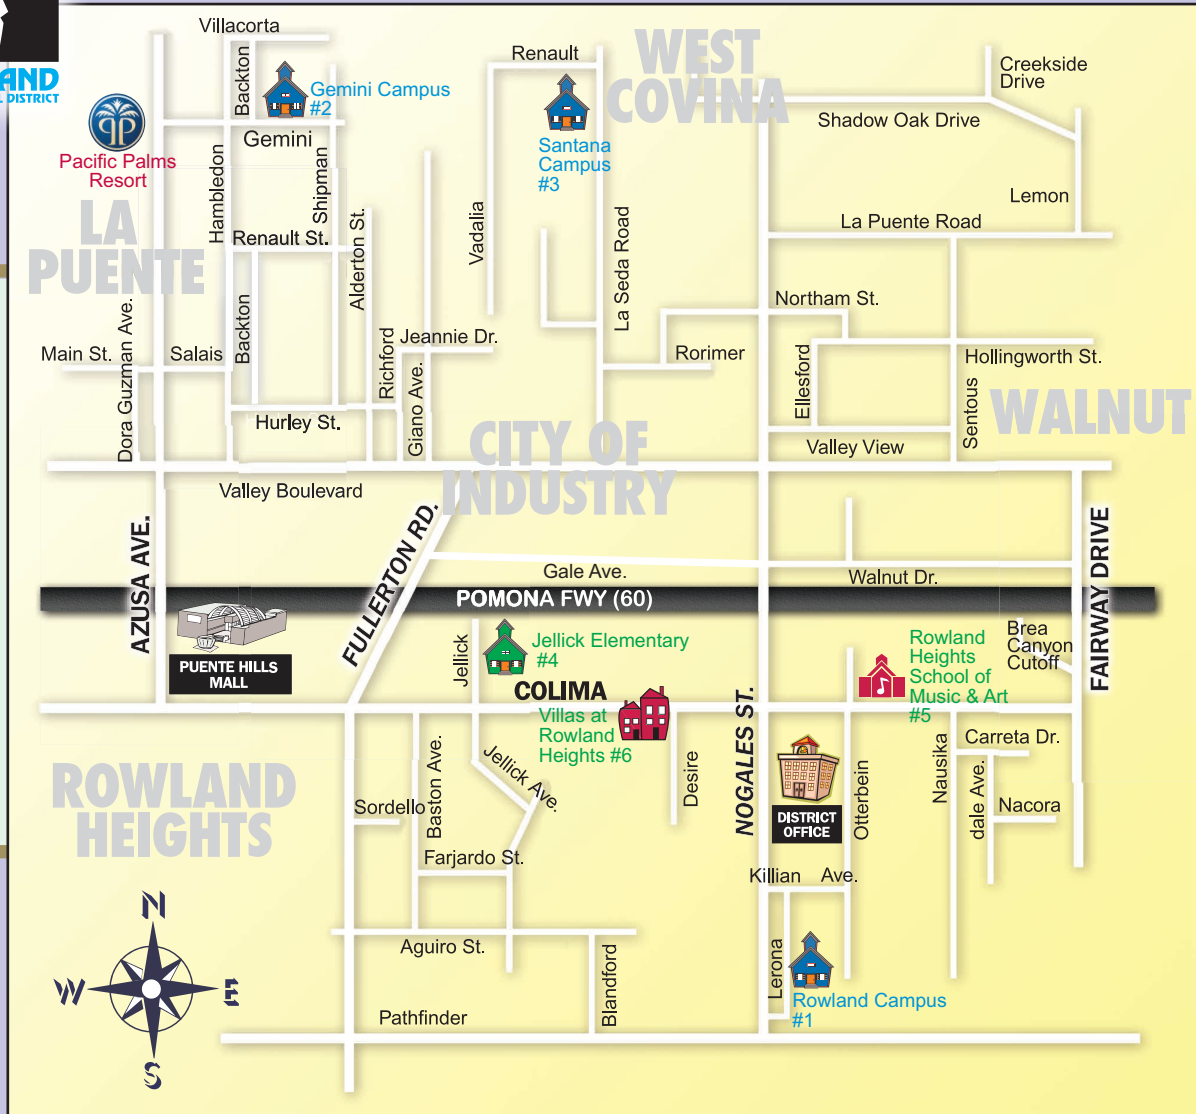 AND
L DISTRICT
Villacorta
Backton
Gemini Campus
#2
Gemini
Pacific Palms
Resort
Hambledon
Shipman
Renault
WEST
COVINA
Creekside
Drive
Shadow Oak Drive
Santana
Campus
#3
Lemon
LA
PUENTE
Renault St.
Alderton St.
Vadalia
La Seda Road
La Puente Road
Northam St.
Dora Guzman Ave.
Main St.
Salais
Backton
Richford
Jeannie Dr.
Giano Ave.
Rorimer
Ellesford
Hollingworth St.
Sentous
WALNUT
Hurley St.
CITY OF
INDUSTRY
Valley View
Valley Boulevard
AZUSA AVE.
FULLERTON RD.
FAIRWAY DRIVE
Gale Ave.
Walnut Dr.
POMONA FWY (60)
PUENTE HILLS
MALL
Jellick
Jellick Elementary
#4
COLIMA
Villas at
Rowland
Heights #6
Rowland
Heights
School of
Music & Art
#5
Brea
Canyon
Cutoff
NOGALES ST.
ROWLAND
HEIGHTS
Baston Ave.
Jellick Ave.
Desire
DISTRICT
OFFICE
Otterbein
Nausika
Carreta Dr.
dale Ave.
Nacora
Sordello
Farjardo St.
Killian Ave.
N
W
E
S
Aguiro St.
Blandford
Lerona
Rowland Campus
#1
Pathfinder